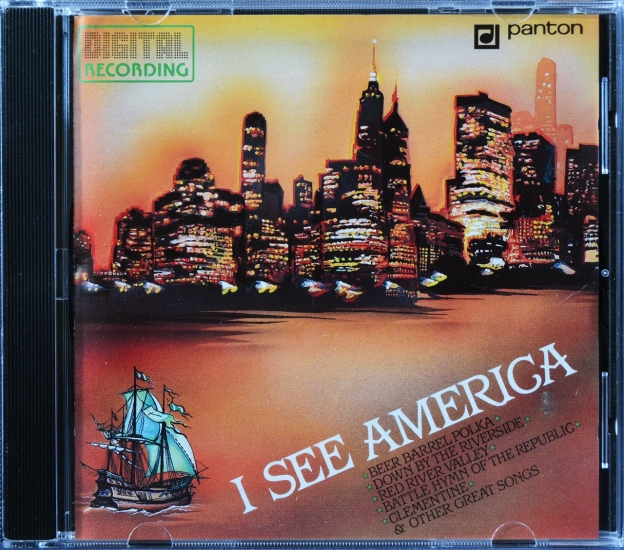 DIGITAL
RECORDING
panton
I SEE AMERICA
BEER BARREL POLKA
DOWN BY THE RIVERSIDE
RED RIVER VALLEY
BATTLE HYMN OF THE REPUBLIC
CLEMENTINE
& OTHER GREAT SONGS